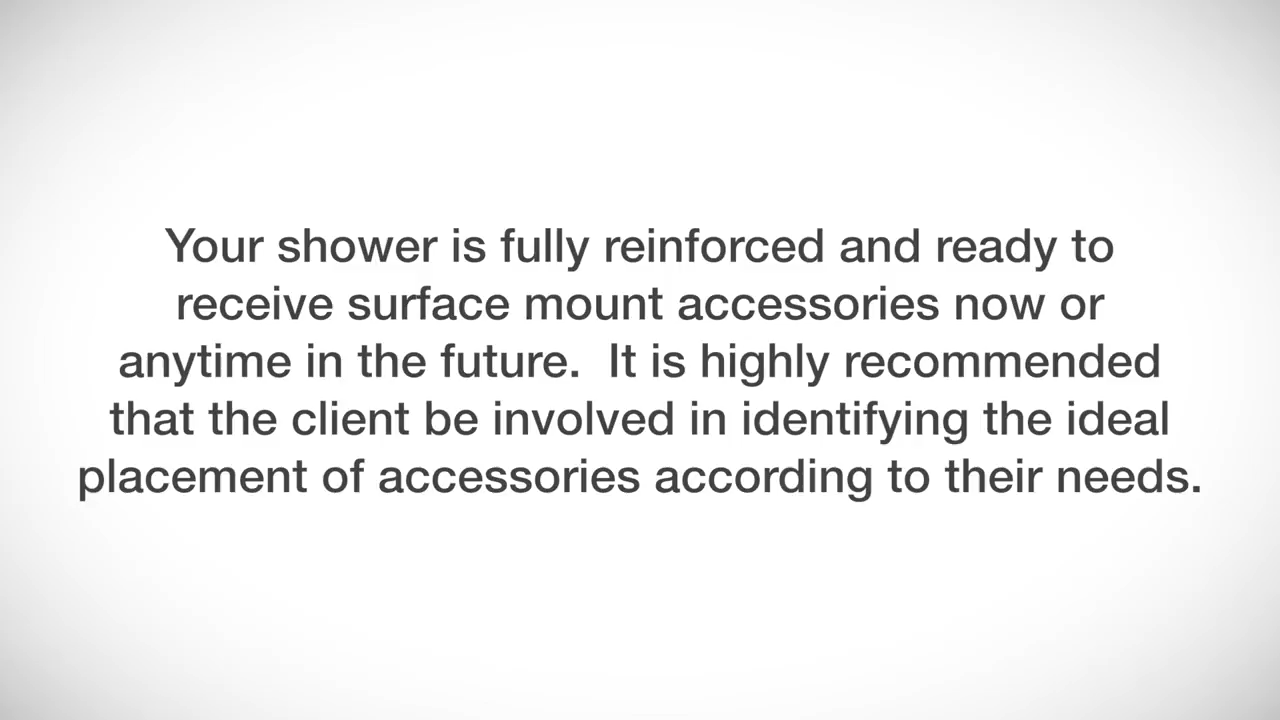 Your shower is fully reinforced and ready to
receive surface mount accessories now or
anytime in the future.  It is highly recommended
that the client be involved in identifying the ideal
placement of accessories according to their needs.